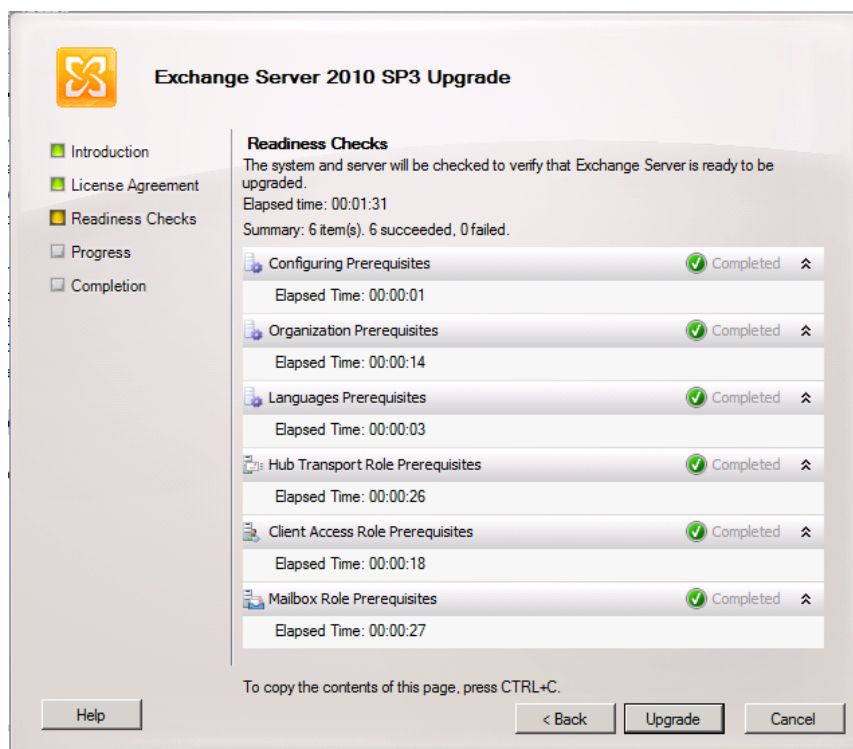 Exchange Server 2010 SP3 Upgrade
Introduction
License Agreement
Readiness Checks
Progress
Completion
Readiness Checks
The system and server will be checked to verify that Exchange Server is ready to be
upgraded.
Elapsed time: 00:01:31
Summary: 6 item(s). 6 succeeded, 0 failed.
Configuring Prerequisites Completed
Elapsed Time: 00:00:01
Organization Prerequisites Completed
Elapsed Time: 00:00:14
Languages Prerequisites Completed
Elapsed Time: 00:00:03
Hub Transport Role Prerequisites Completed
Elapsed Time: 00:00:26
Client Access Role Prerequisites Completed
Elapsed Time: 00:00:18
Mailbox Role Prerequisites Completed
Elapsed Time: 00:00:27
To copy the contents of this page, press CTRL+C.
Help < Back Upgrade Cancel